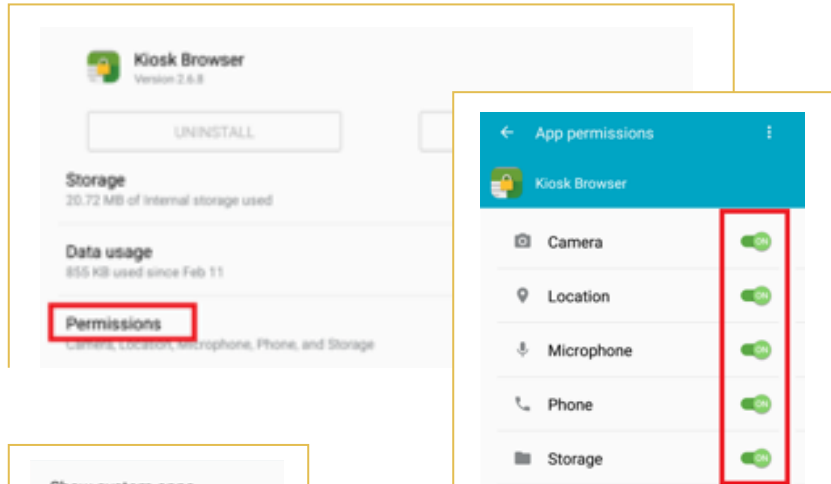 Kiosk Browser
Version 2.6.8
UNINSTALL
Storage
20.72 MB of Internal storage used
Data usage
855 KB used since Feb 11
Permissions
Camera, Location, Microphone, Phone, and Storage
App permissions
Kiosk Browser
Camera ON
Location ON
Microphone ON
Phone ON
Storage ON